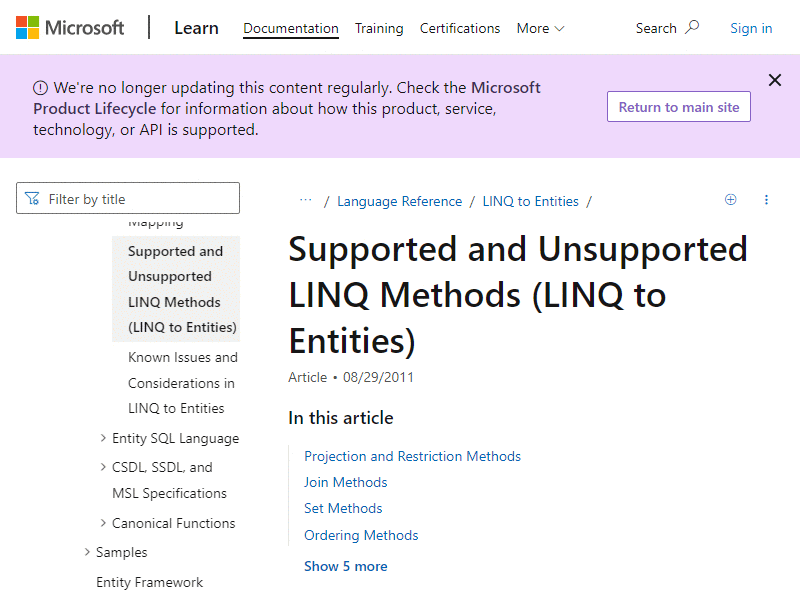 Microsoft Learn Documentation Training Certifications More Search Sign in
We're no longer updating this content regularly. Check the Microsoft
Product Lifecycle for information about how this product, service,
technology, or API is supported.
Return to main site
Filter by title
Mapping
Supported and
Unsupported
LINQ Methods
(LINQ to Entities)
Known Issues and
Considerations in
LINQ to Entities
Entity SQL Language
CSDL, SSDL, and
MSL Specifications
Canonical Functions
Samples
Entity Framework
... / Language Reference / LINQ to Entities /
Supported and Unsupported
LINQ Methods (LINQ to
Entities)
Article • 08/29/2011
In this article
Projection and Restriction Methods
Join Methods
Set Methods
Ordering Methods
Show 5 more